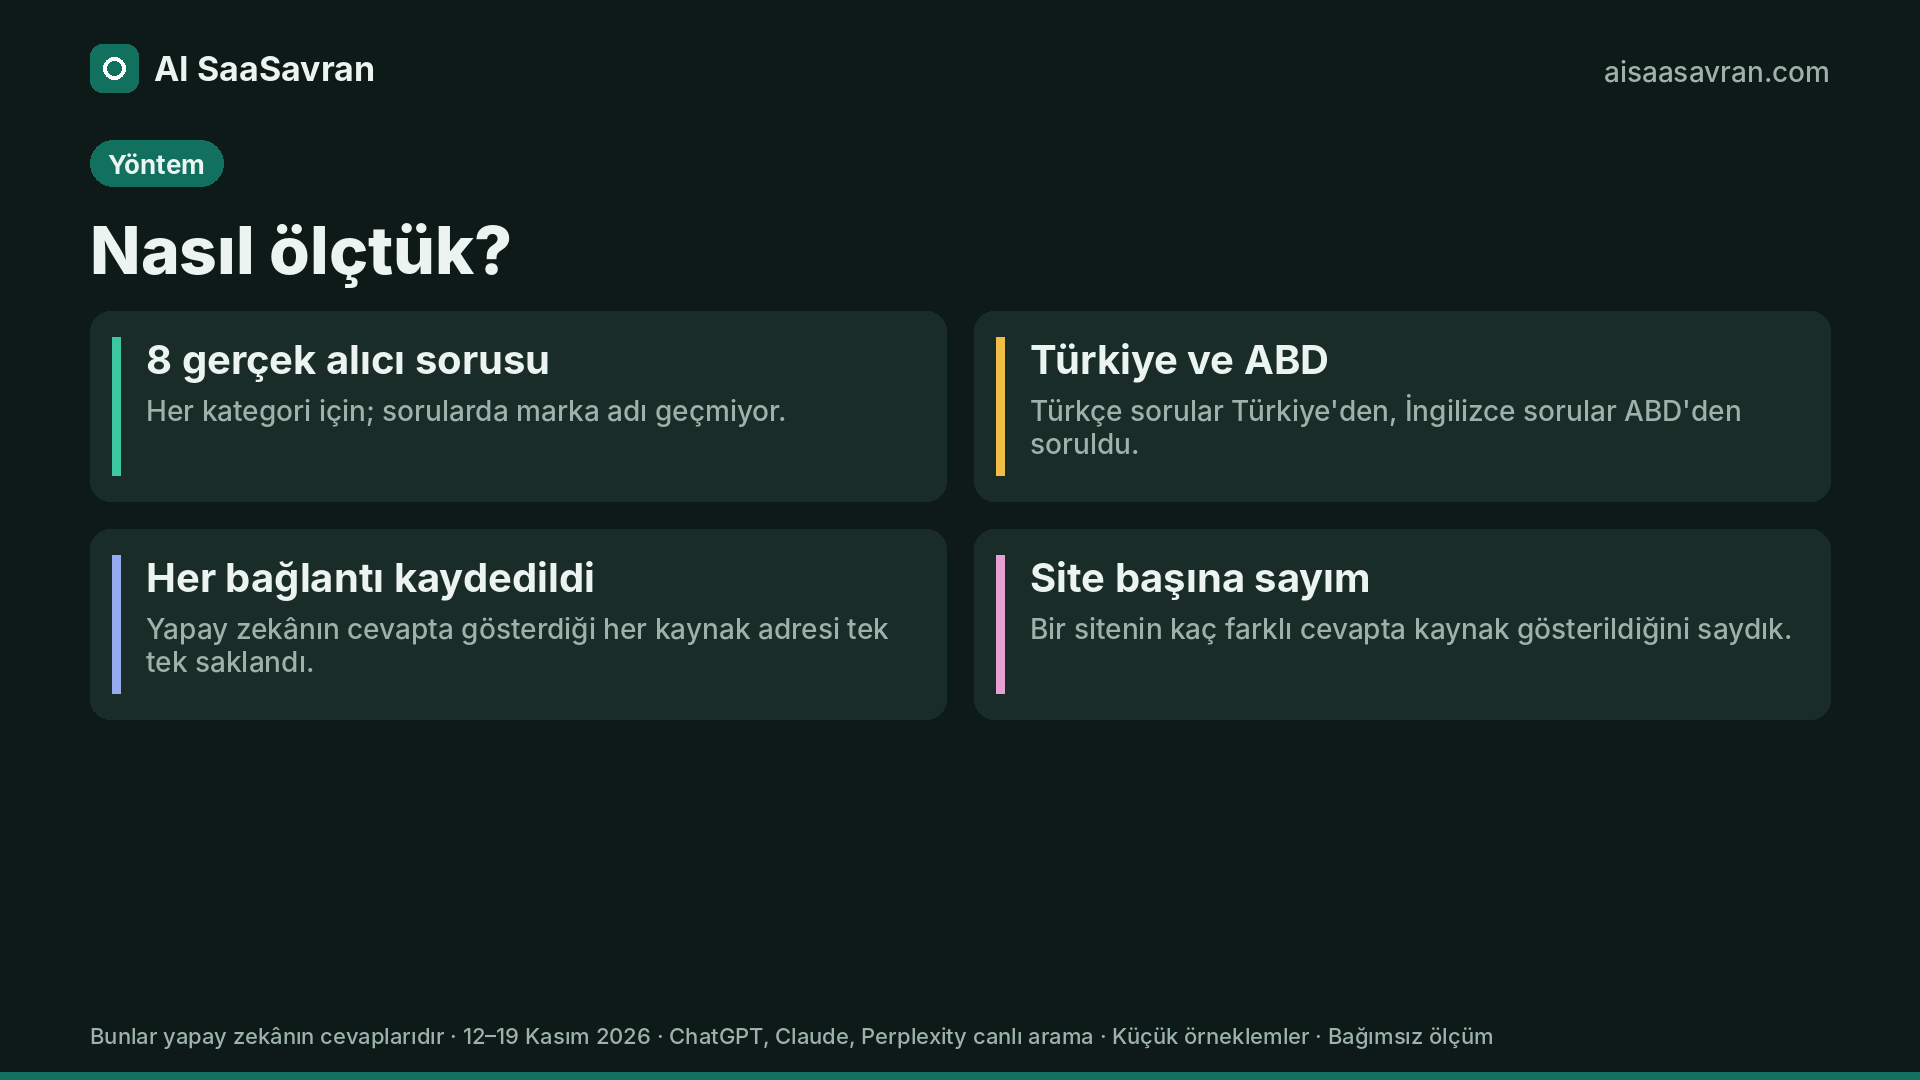 AI SaaSavran
aisaasavran.com
Yöntem
Nasıl ölçtük?
8 gerçek alıcı sorusu
Her kategori için; sorularda marka adı geçmiyor.
Türkiye ve ABD
Türkçe sorular Türkiye'den, İngilizce sorular ABD'den
soruldu.
Her bağlantı kaydedildi
Yapay zekânın cevapta gösterdiği her kaynak adresi tek
tek saklandı.
Site başına sayım
Bir sitenin kaç farklı cevapta kaynak gösterildiğini saydık.
Bunlar yapay zekânın cevaplarıdır · 12–19 Kasım 2026 · ChatGPT, Claude, Perplexity canlı arama · Küçük örneklemler · Bağımsız ölçüm